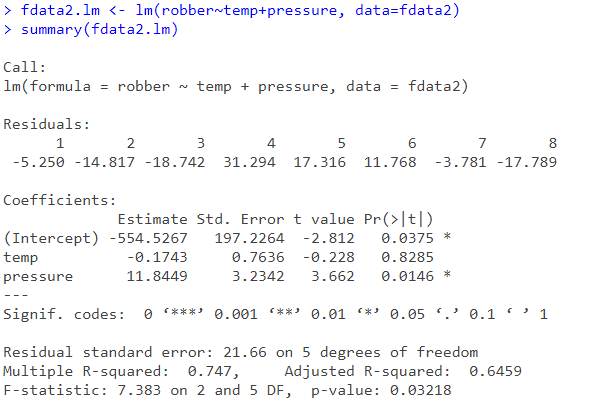 > fdata2.lm <- lm(robber~temp+pressure, data=fdata2)
> summary(fdata2.lm)

Call:
lm(formula = robber ~ temp + pressure, data = fdata2)

Residuals:
      1       2       3       4       5       6       7       8
 -5.250 -14.817 -18.742  31.294  17.316  11.768  -3.781 -17.789

Coefficients:
             Estimate Std. Error t value Pr(>|t|)
(Intercept) -554.5267   197.2264  -2.812   0.0375 *
temp          -0.1743     0.7636  -0.228   0.8285
pressure      11.8449     3.2342   3.662   0.0146 *
---
Signif. codes:  0 ‘***’ 0.001 ‘**’ 0.01 ‘*’ 0.05 ‘.’ 0.1 ‘ ’ 1

Residual standard error: 21.66 on 5 degrees of freedom
Multiple R-squared:  0.747,     Adjusted R-squared:  0.6459
F-statistic: 7.383 on 2 and 5 DF,  p-value: 0.03218